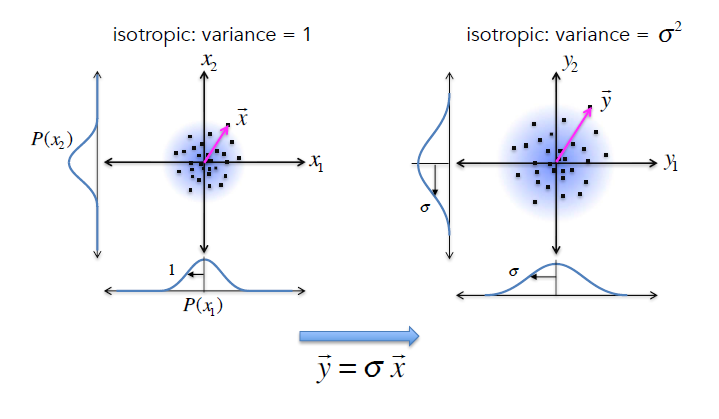 isotropic: variance = 1
x₂
x⃗
P(x₂)
x₁
1
P(x₁)
isotropic: variance = σ²
y₂
y⃗
y₁
σ
σ
y⃗ = σ x⃗